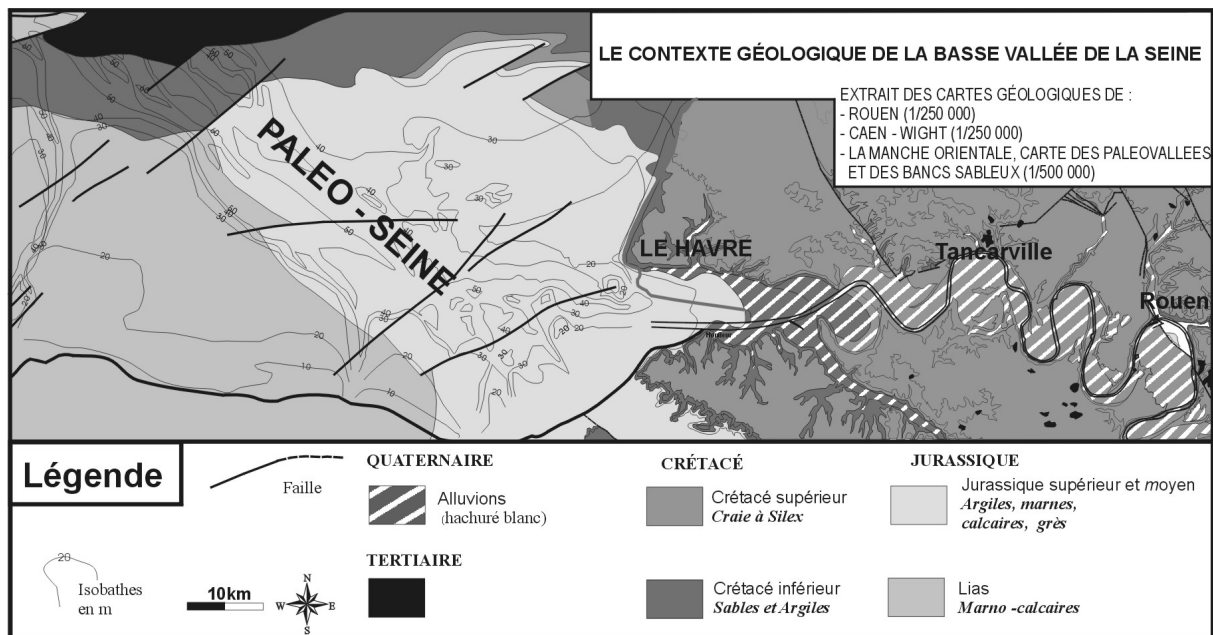 LE CONTEXTE GÉOLOGIQUE DE LA BASSE VALLÉE DE LA SEINE
EXTRAIT DES CARTES GÉOLOGIQUES DE :
- ROUEN (1/250 000)
- CAEN - WIGHT (1/250 000)
- LA MANCHE ORIENTALE, CARTE DES PALEOVALLEES
ET DES BANCS SABLEUX (1/500 000)
PALEO - SEINE
LE HAVRE
Tancarville
Rouen
Honfleur
Légende
Faille
Isobathes
en m
20
10km
N
W E
S
QUATERNAIRE
Alluvions
(hachuré blanc)
TERTIAIRE
CRÉTACÉ
Crétacé supérieur
Craie à Silex
Crétacé inférieur
Sables et Argiles
JURASSIQUE
Jurassique supérieur et moyen
Argiles, marnes,
calcaires, grès
Lias
Marno -calcaires